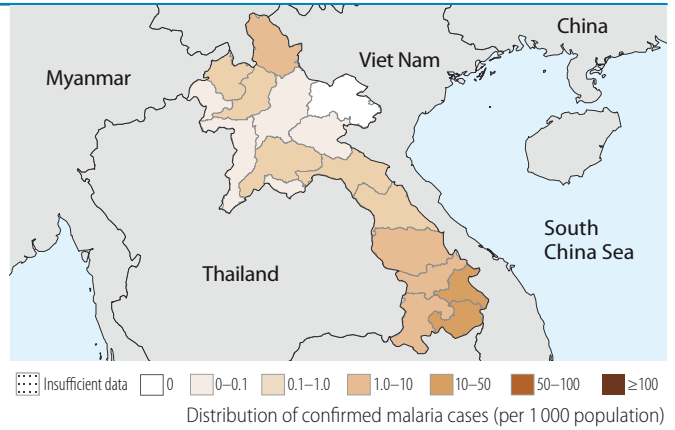 China
Viet Nam
Myanmar
South
China Sea
Thailand
Insufficient data 0 0–0.1 0.1–1.0 1.0–10 10–50 50–100 ≥100
Distribution of confirmed malaria cases (per 1 000 population)